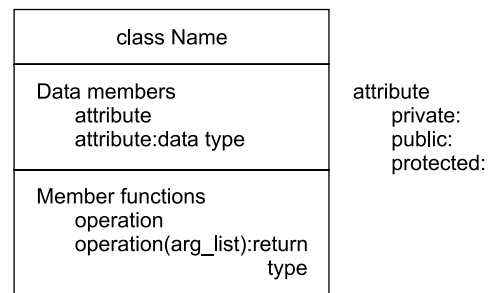 class Name
Data members
attribute
attribute:data type
Member functions
operation
operation(arg_list):return
type
attribute
private:
public:
protected: